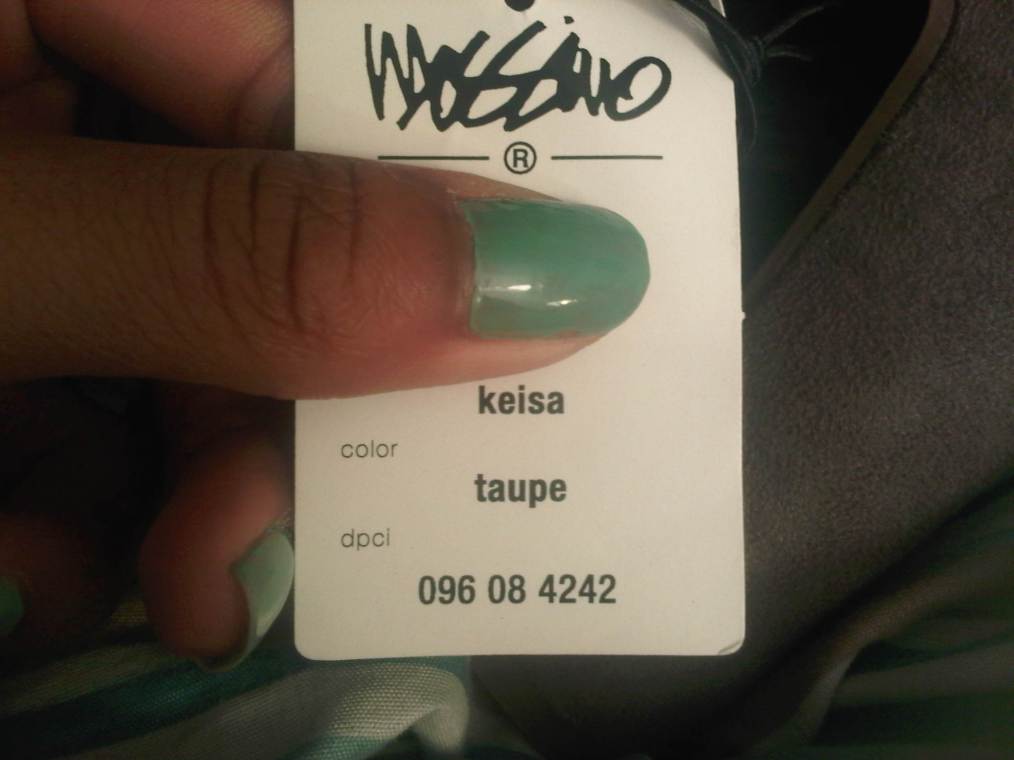 mossimo
®
keisa
color
taupe
dpci
096 08 4242